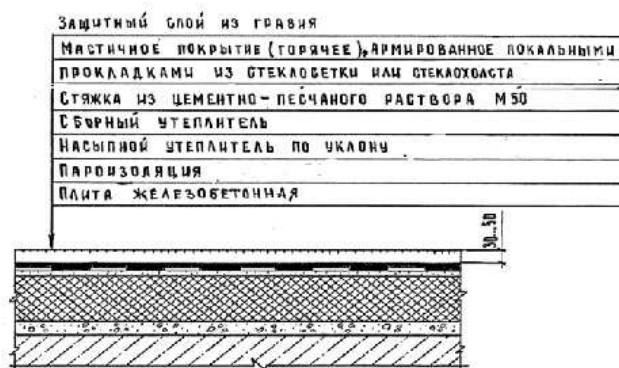 Защитный слой из гравия
Мастичное покрытие (горячее), армированное локальными
прокладками из стеклосетки или стеклохолста
Стяжка из цементно-песчаного раствора М50
Сборный утеплитель
Насыпной утеплитель по уклону
Пароизоляция
Плита железобетонная
30...50